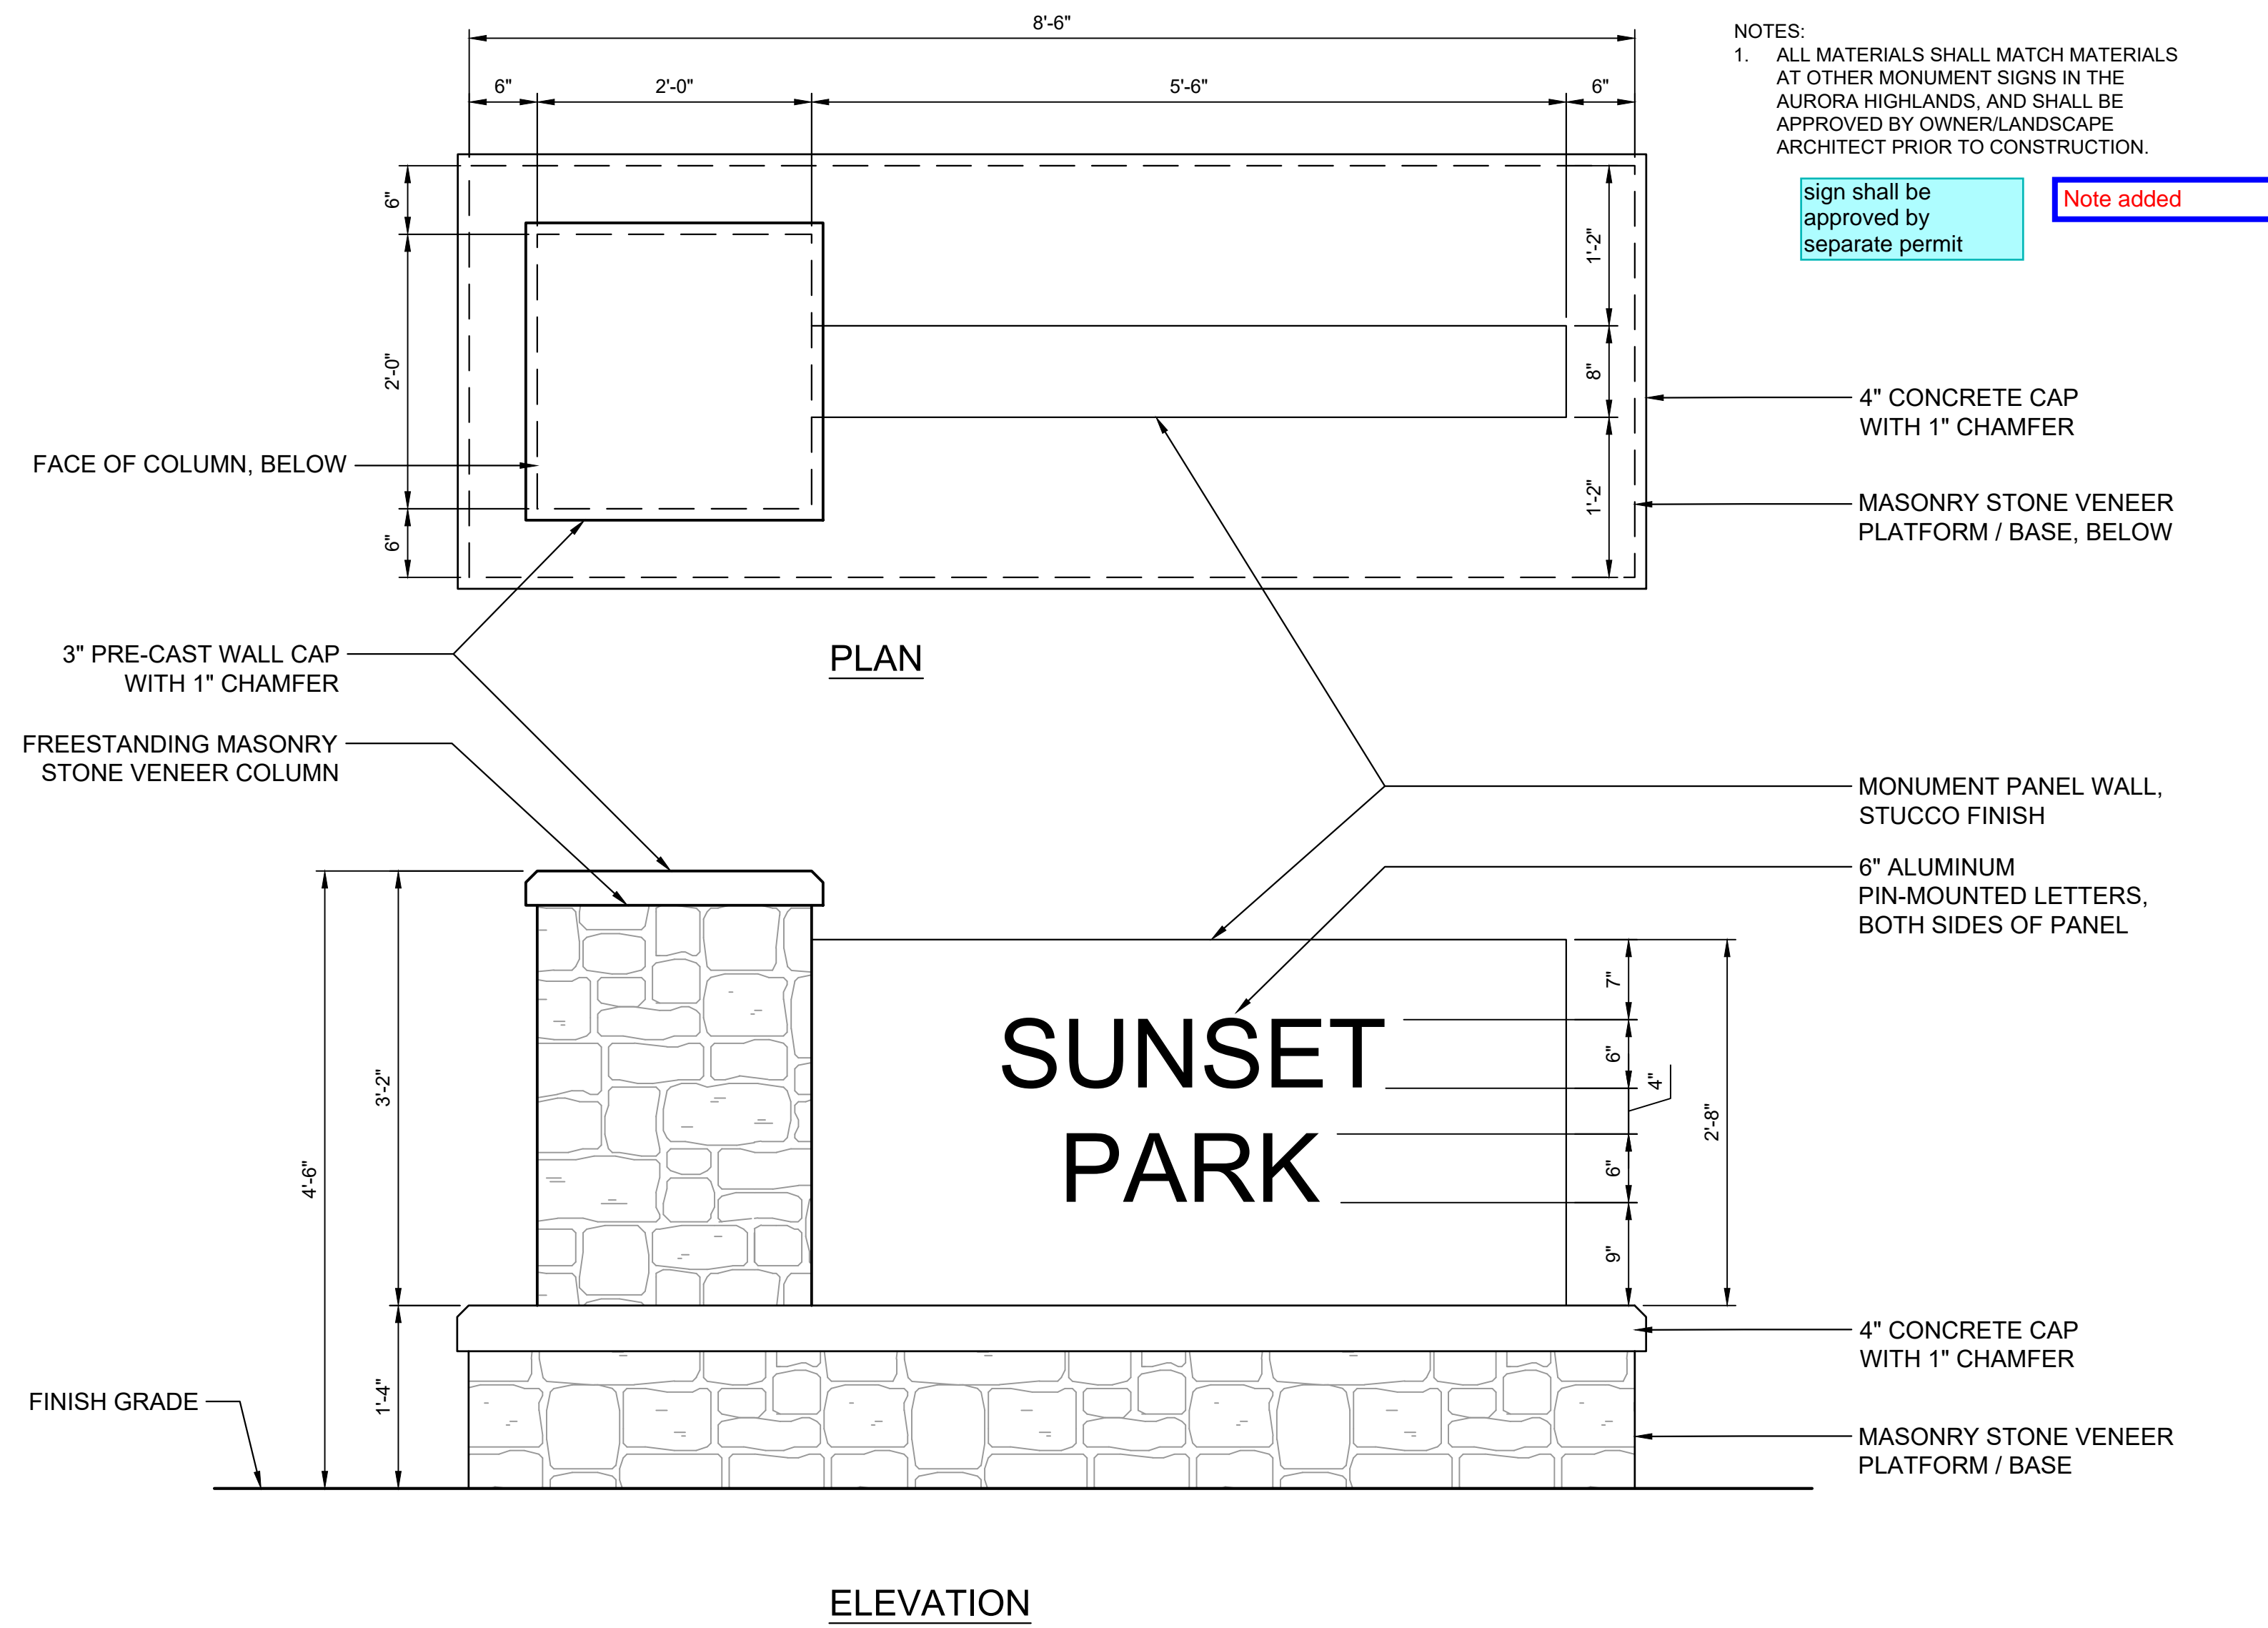 8'-6"
6"
2'-0"
5'-6"
6"
NOTES:
1. ALL MATERIALS SHALL MATCH MATERIALS
AT OTHER MONUMENT SIGNS IN THE
AURORA HIGHLANDS, AND SHALL BE
APPROVED BY OWNER/LANDSCAPE
ARCHITECT PRIOR TO CONSTRUCTION.
sign shall be
approved by
separate permit
Note added
6"
2'-0"
6"
1'-2"
8"
1'-2"
FACE OF COLUMN, BELOW
4" CONCRETE CAP
WITH 1" CHAMFER
MASONRY STONE VENEER
PLATFORM / BASE, BELOW
3" PRE-CAST WALL CAP
WITH 1" CHAMFER
PLAN
FREESTANDING MASONRY
STONE VENEER COLUMN
MONUMENT PANEL WALL,
STUCCO FINISH
6" ALUMINUM
PIN-MOUNTED LETTERS,
BOTH SIDES OF PANEL
SUNSET
PARK
7"
6"
4"
6"
9"
2'-8"
3'-2"
4'-6"
1'-4"
FINISH GRADE
4" CONCRETE CAP
WITH 1" CHAMFER
MASONRY STONE VENEER
PLATFORM / BASE
ELEVATION